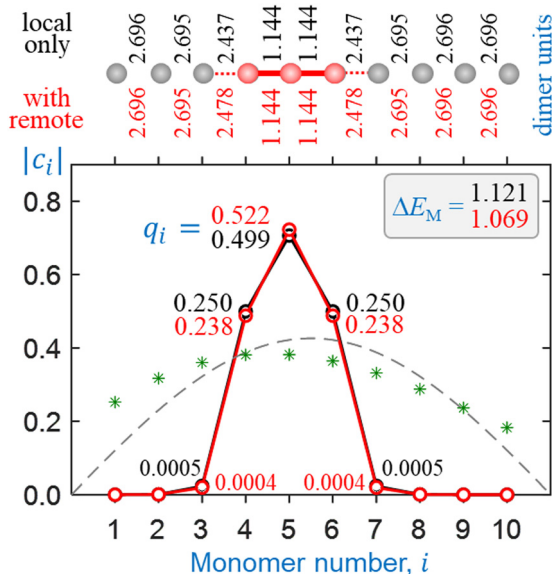 local
only
2.696 2.695 2.437 1.144 1.144 2.437 2.695 2.696 2.696
with
remote
2.696 2.695 2.478 1.144 1.144 2.478 2.695 2.696 2.696
dimer units
|cᵢ|
0.8
0.6
0.4
0.2
0.0
qᵢ = 0.522
0.499
ΔE_M = 1.121
1.069
0.250
0.238
0.250
0.238
0.0005
0.0004
0.0004
0.0005
1 2 3 4 5 6 7 8 9 10
Monomer number, i